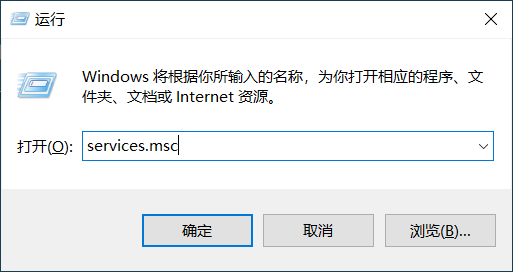 运行
Windows 将根据你所输入的名称，为你打开相应的程序、文
件夹、文档或 Internet 资源。
打开(O): services.msc
确定 取消 浏览(B)...